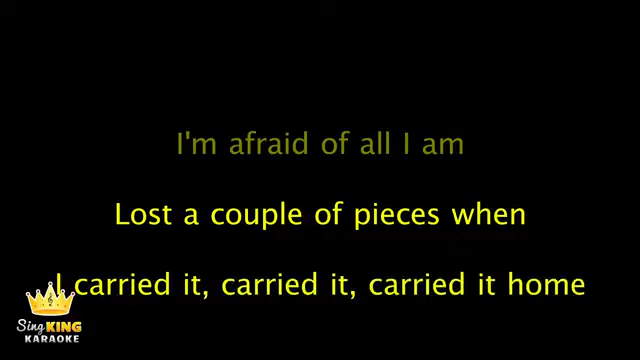 I'm afraid of all I am
Lost a couple of pieces when
I carried it, carried it, carried it home
Sing KING
KARAOKE